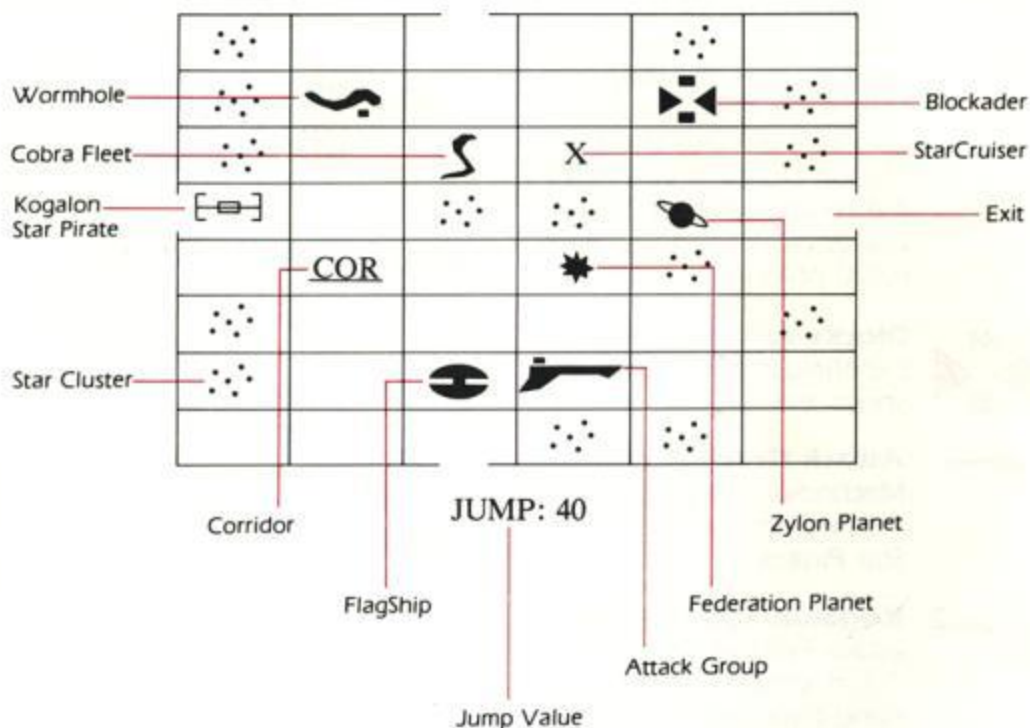 Wormhole
Blockader
Cobra Fleet
X
StarCruiser
Kogalon
Star Pirate
Exit
COR
Star Cluster
Corridor
JUMP: 40
Zylon Planet
FlagShip
Federation Planet
Attack Group
Jump Value